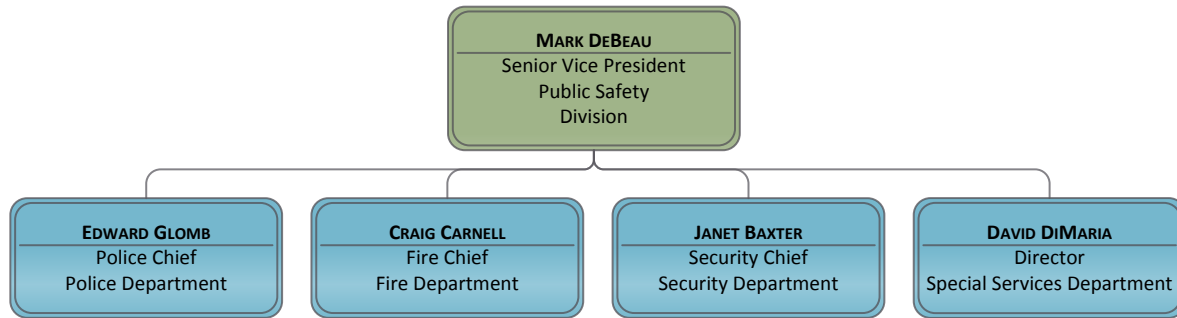 Mark DeBeau
Senior Vice President
Public Safety
Division
Edward Glomb
Police Chief
Police Department
Craig Carnell
Fire Chief
Fire Department
Janet Baxter
Security Chief
Security Department
David DiMaria
Director
Special Services Department